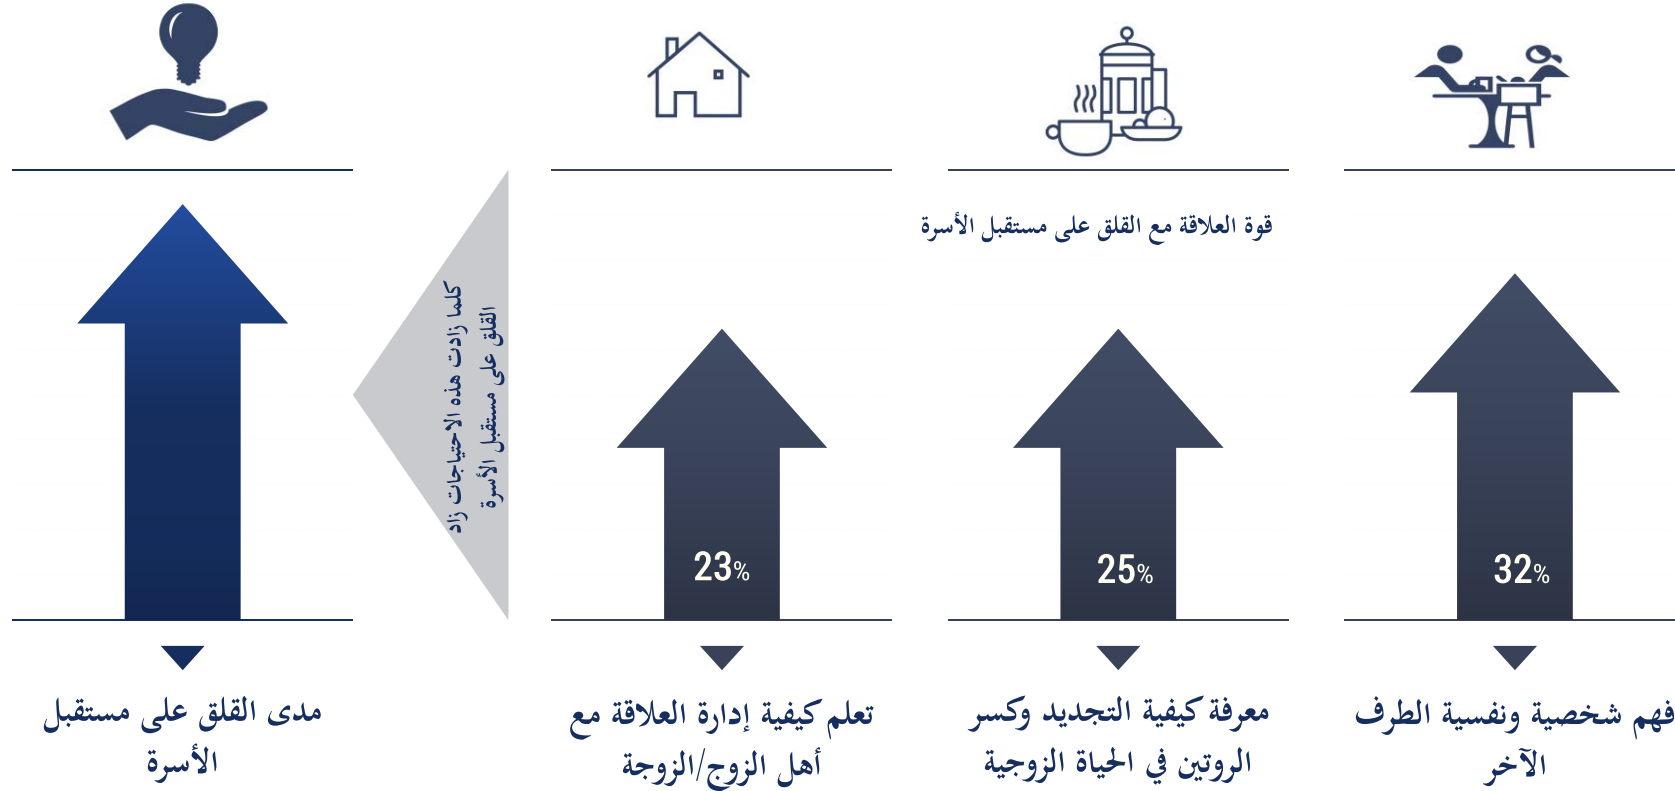 قوة العلاقة مع القلق على مستقبل الأسرة
32%
25%
23%
كلما زادت هذه الاحتياجات زاد
القلق على مستقبل الأسرة
فهم شخصية ونفسية الطرف
الآخر
معرفة كيفية التجديد وكسر
الروتين في الحياة الزوجية
تعلم كيفية إدارة العلاقة مع
أهل الزوج/الزوجة
مدى القلق على مستقبل
الأسرة